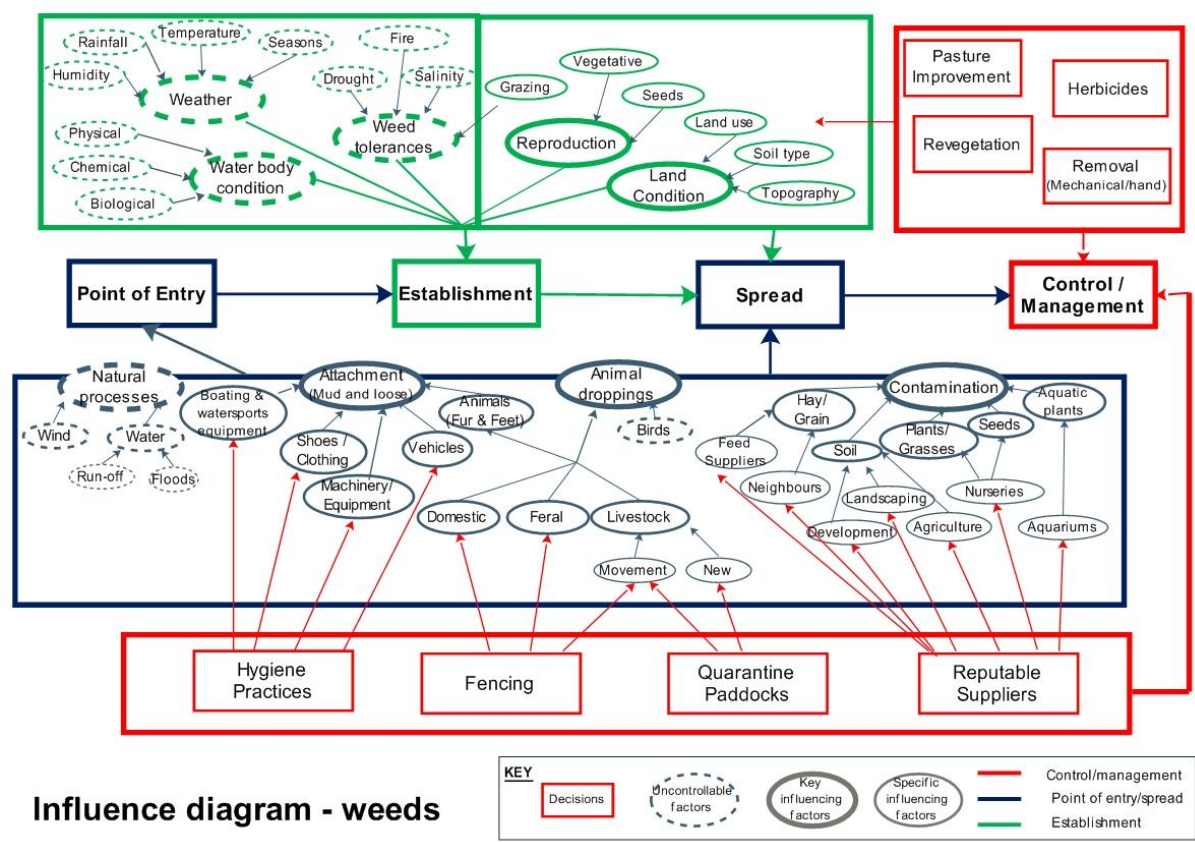 Rainfall
Temperature
Seasons
Humidity
Weather
Physical
Chemical
Biological
Water body
condition
Fire
Drought
Salinity
Grazing
Weed
tolerances
Vegetative
Seeds
Reproduction
Land use
Soil type
Topography
Land
Condition
Pasture
Improvement
Herbicides
Revegetation
Removal
(Mechanical/hand)
Point of Entry
Establishment
Spread
Control /
Management
Natural
processes
Wind
Water
Run-off
Floods
Boating &
watersports
equipment
Attachment
(Mud and loose)
Shoes /
Clothing
Machinery/
Equipment
Vehicles
Animals
(Fur & Feet)
Animal
droppings
Birds
Domestic
Feral
Livestock
Movement
New
Contamination
Hay/
Grain
Feed
Suppliers
Neighbours
Soil
Landscaping
Development
Plants/
Grasses
Agriculture
Seeds
Nurseries
Aquatic
plants
Aquariums
Hygiene
Practices
Fencing
Quarantine
Paddocks
Reputable
Suppliers
Influence diagram - weeds
KEY
Decisions
Uncontrollable
factors
Key
influencing
factors
Specific
influencing
factors
Control/management
Point of entry/spread
Establishment